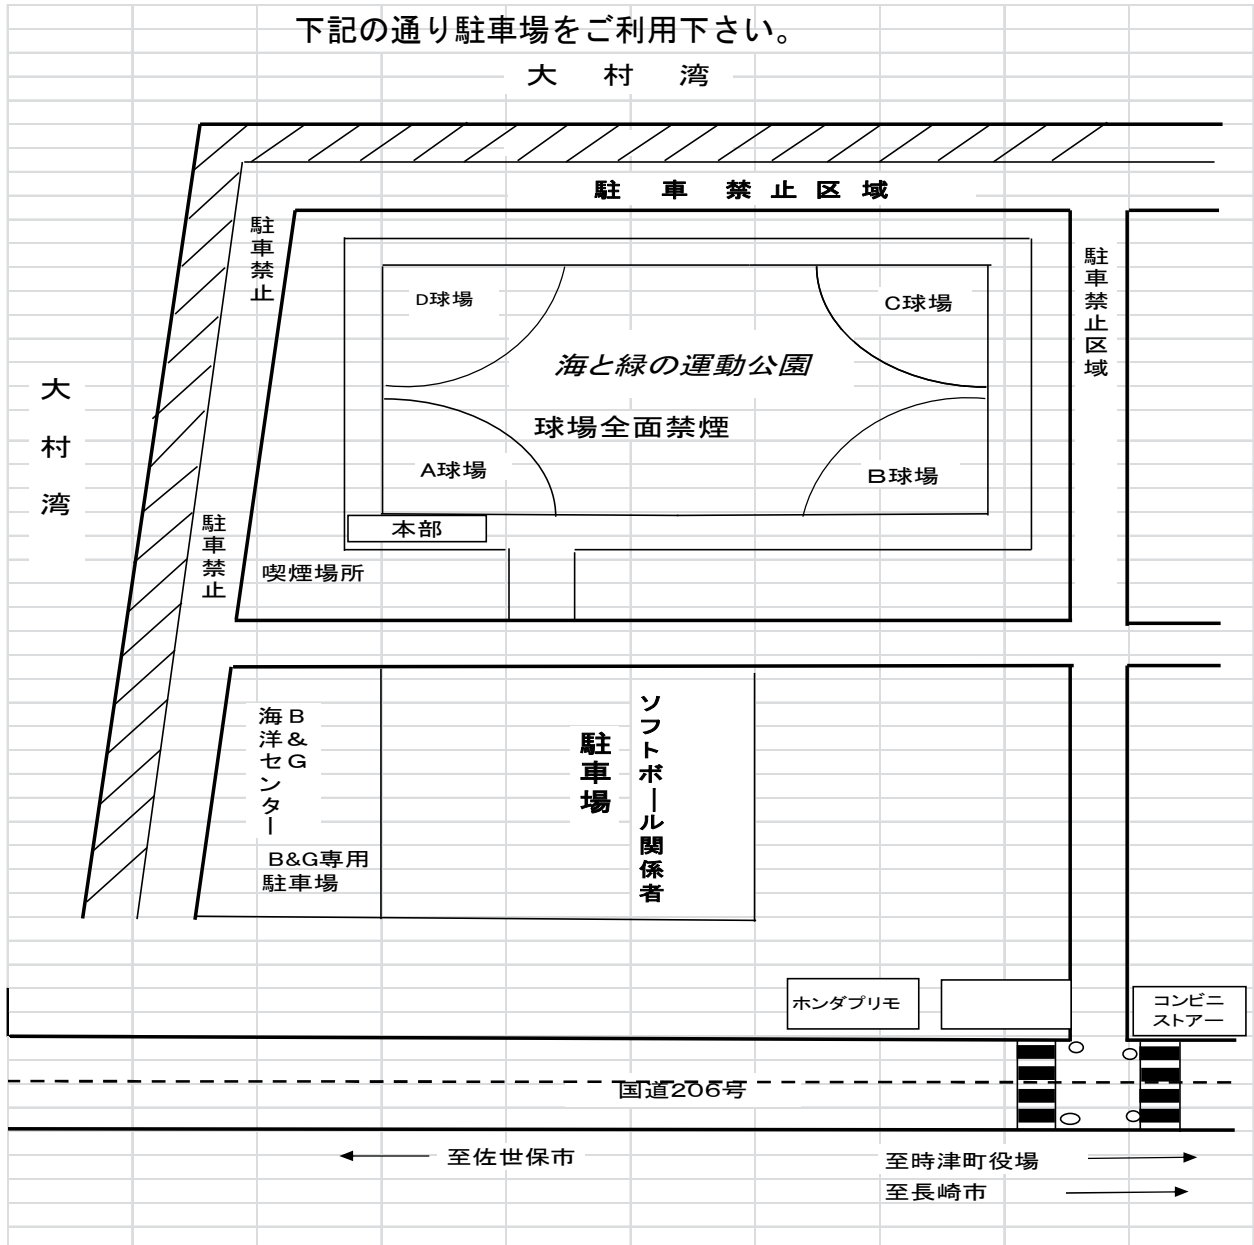 下記の通り駐車場をご利用下さい。
大村湾
駐車禁止区域
駐車禁止
駐車禁止区域
D球場
C球場
海と緑の運動公園
大村湾
球場全面禁煙
A球場
B球場
本部
駐車禁止
喫煙場所
B&G
海洋センター
ソフトボール関係者
駐車場
B&G専用
駐車場
ホンダプリモ
コンビニ
ストアー
国道206号
至佐世保市
至時津町役場
至長崎市